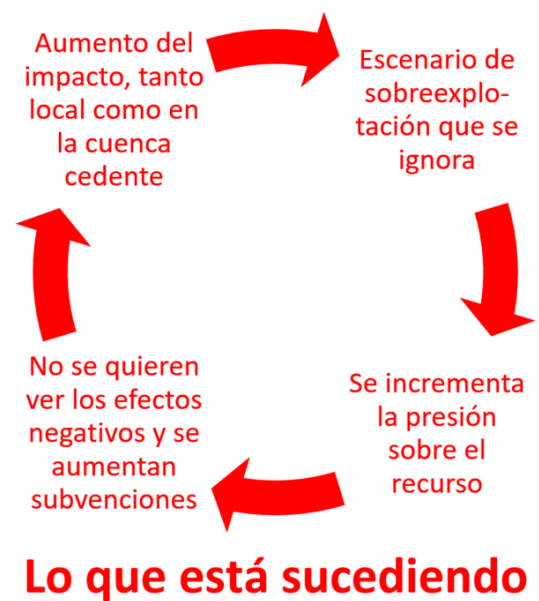 Aumento del
impacto, tanto
local como en
la cuenca
cedente
Escenario de
sobreexplo-
tación que se
ignora
Se incrementa
la presión
sobre el
recurso
No se quieren
ver los efectos
negativos y se
aumentan
subvenciones
Lo que está sucediendo